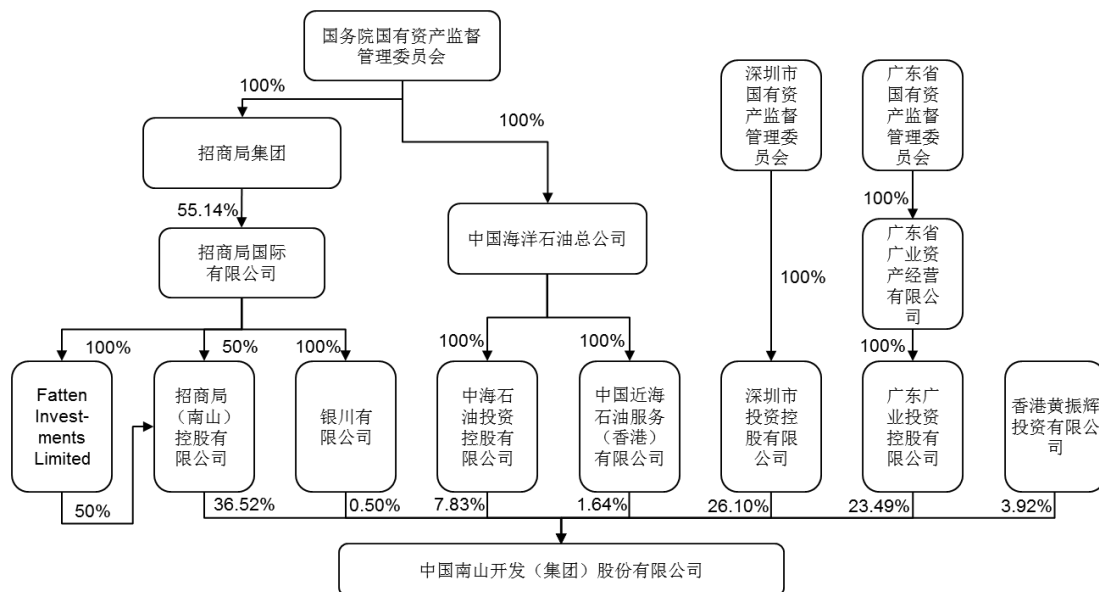 国务院国有资产监督
管理委员会
100%
100%
招商局集团
55.14%
招商局国际
有限公司
中国海洋石油总公司
深圳市
国有资
产监督
管理委
员会
广东省
国有资
产监督
管理委
员会
100%
广东省
广业资
产经营
有限公
司
100%
100%
50%
100%
100%
100%
100%
Fatten
Invest-
ments
Limited
招商局
（南山）
控股有
限公司
银川有
限公司
中海石
油投资
控股有
限公司
中国近海
石油服务
（香港）
有限公司
深圳市
投资控
股有限
公司
广东广
业投资
控股有
限公司
香港黄振辉
投资有限公
司
50%
36.52%
0.50%
7.83%
1.64%
26.10%
23.49%
3.92%
中国南山开发（集团）股份有限公司